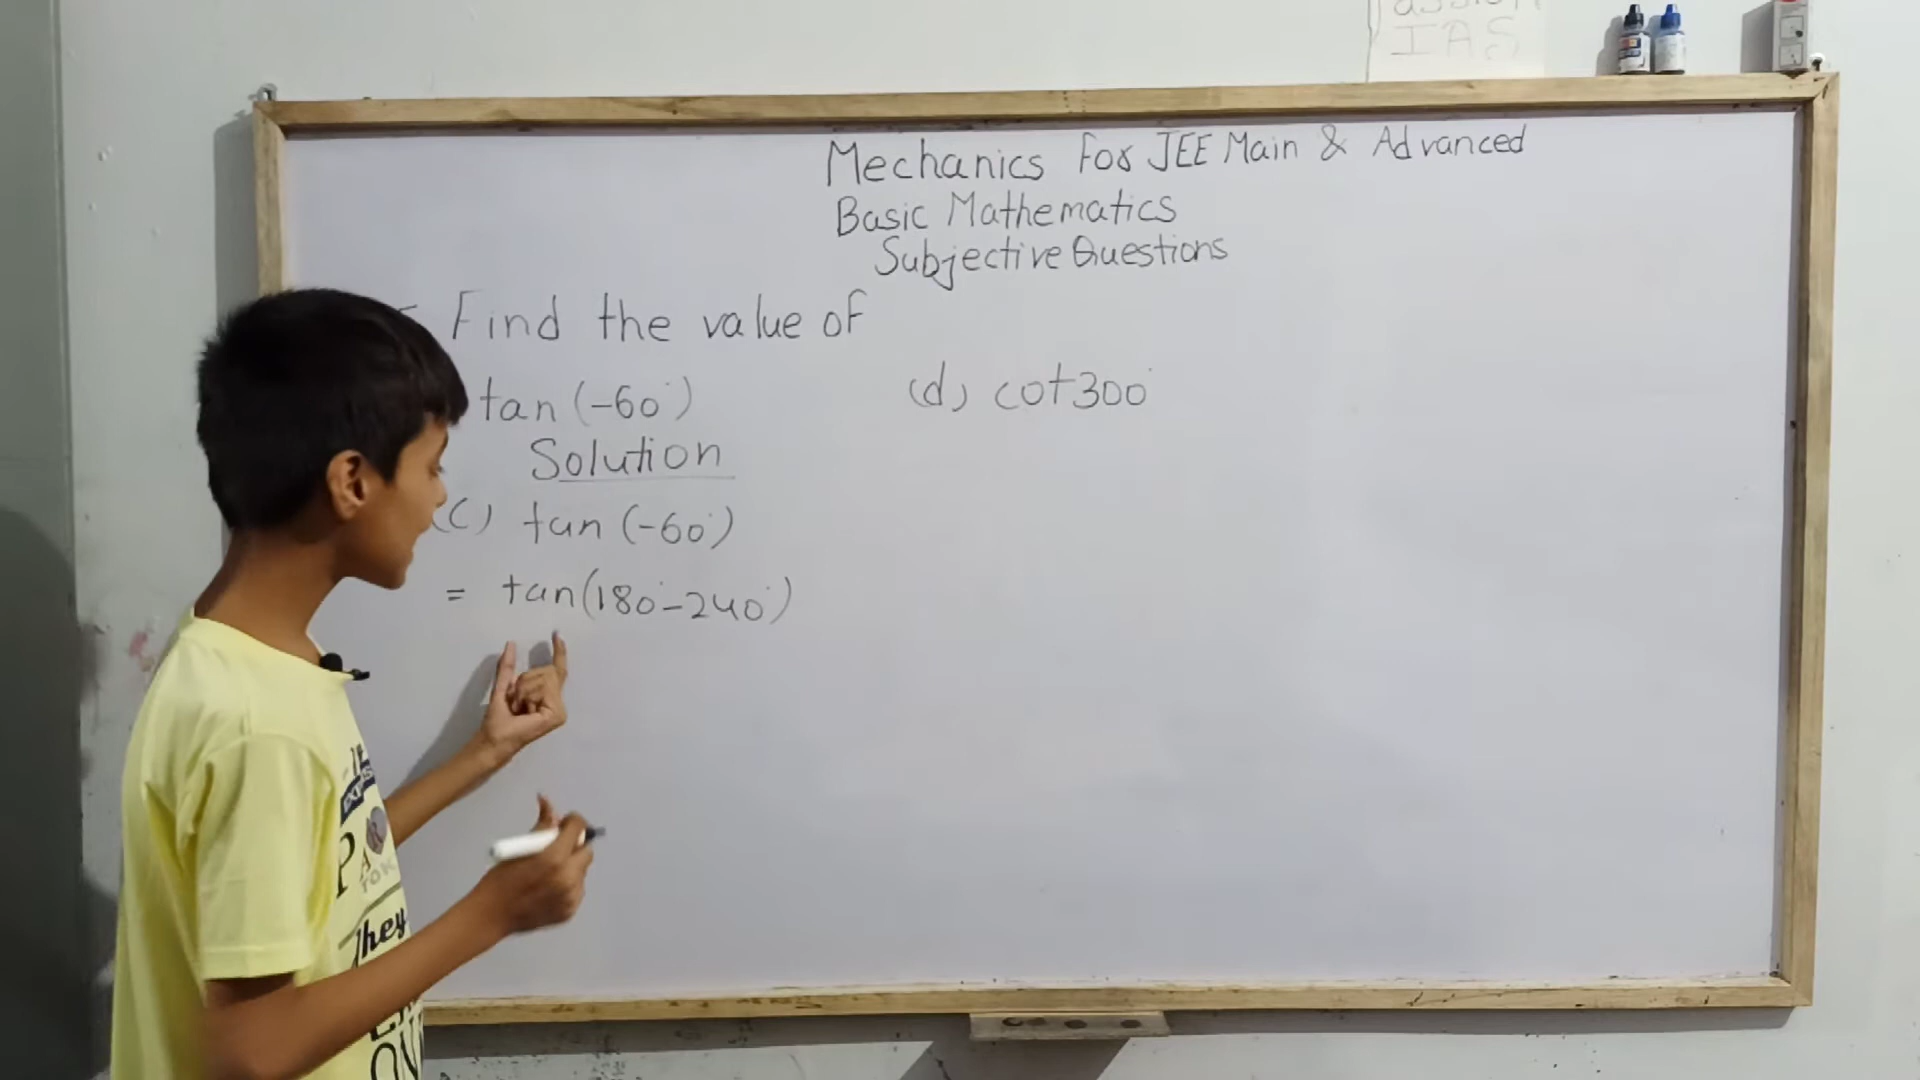 IAS
Mechanics For JEE Main & Advanced
Basic Mathematics
Subjective Questions
Find the value of
tan (-60°)
(d) cot300°
Solution
(C) tan (-60°)
= tan(180°-240°)
They